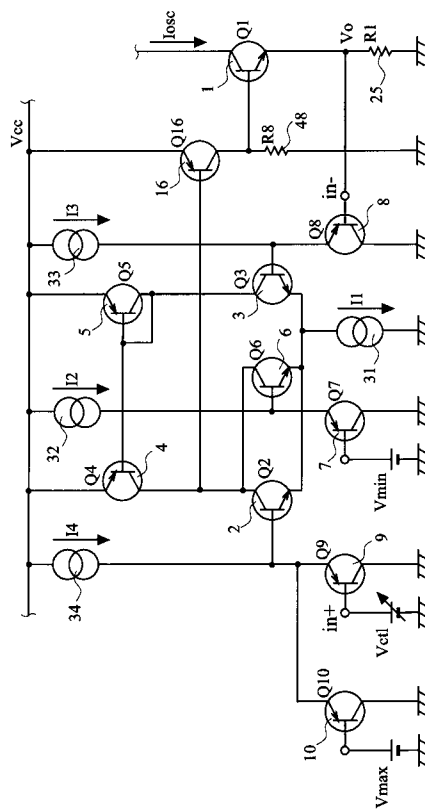 Vcc
I4
I2
I3
Iosc
34
32
33
Q4
4
Q5
5
Q16
16
Q1
1
R8
48
Vo
R1
25
Q2
2
Q6
6
Q3
3
in-
Q8
8
I1
31
Q10
10
in+
Q9
9
Q7
7
Vmax
Vctl
Vmin